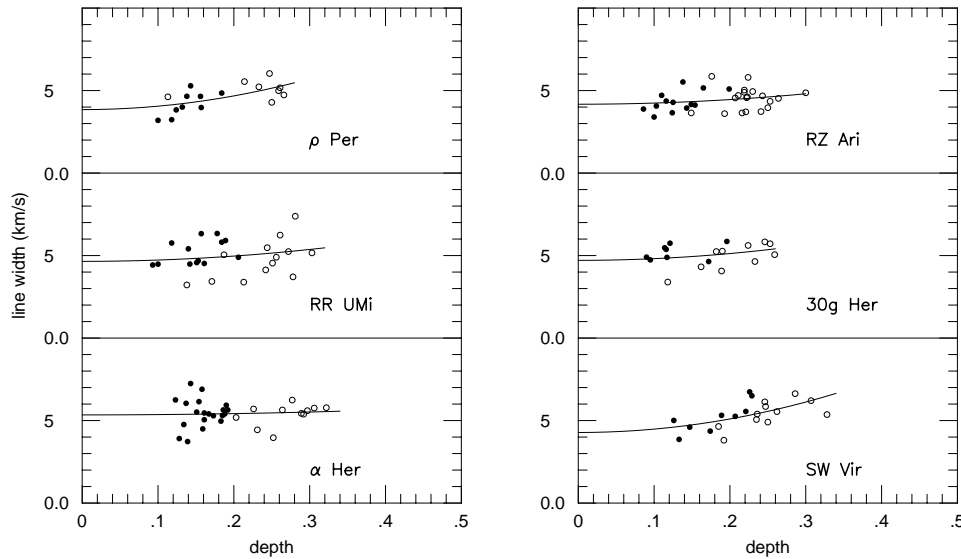 5
ρ Per
0.0
5
RR UMi
0.0
5
α Her
0
0 .1 .2 .3 .4 .5
depth
line width (km/s)
5
RZ Ari
0.0
5
30g Her
0.0
5
SW Vir
0
0 .1 .2 .3 .4 .5
depth